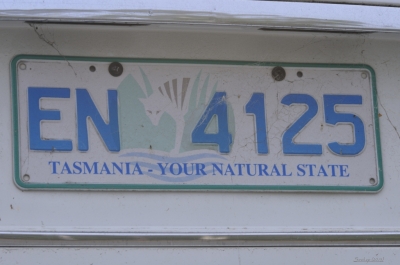 EN 4125
TASMANIA - YOUR NATURAL STATE